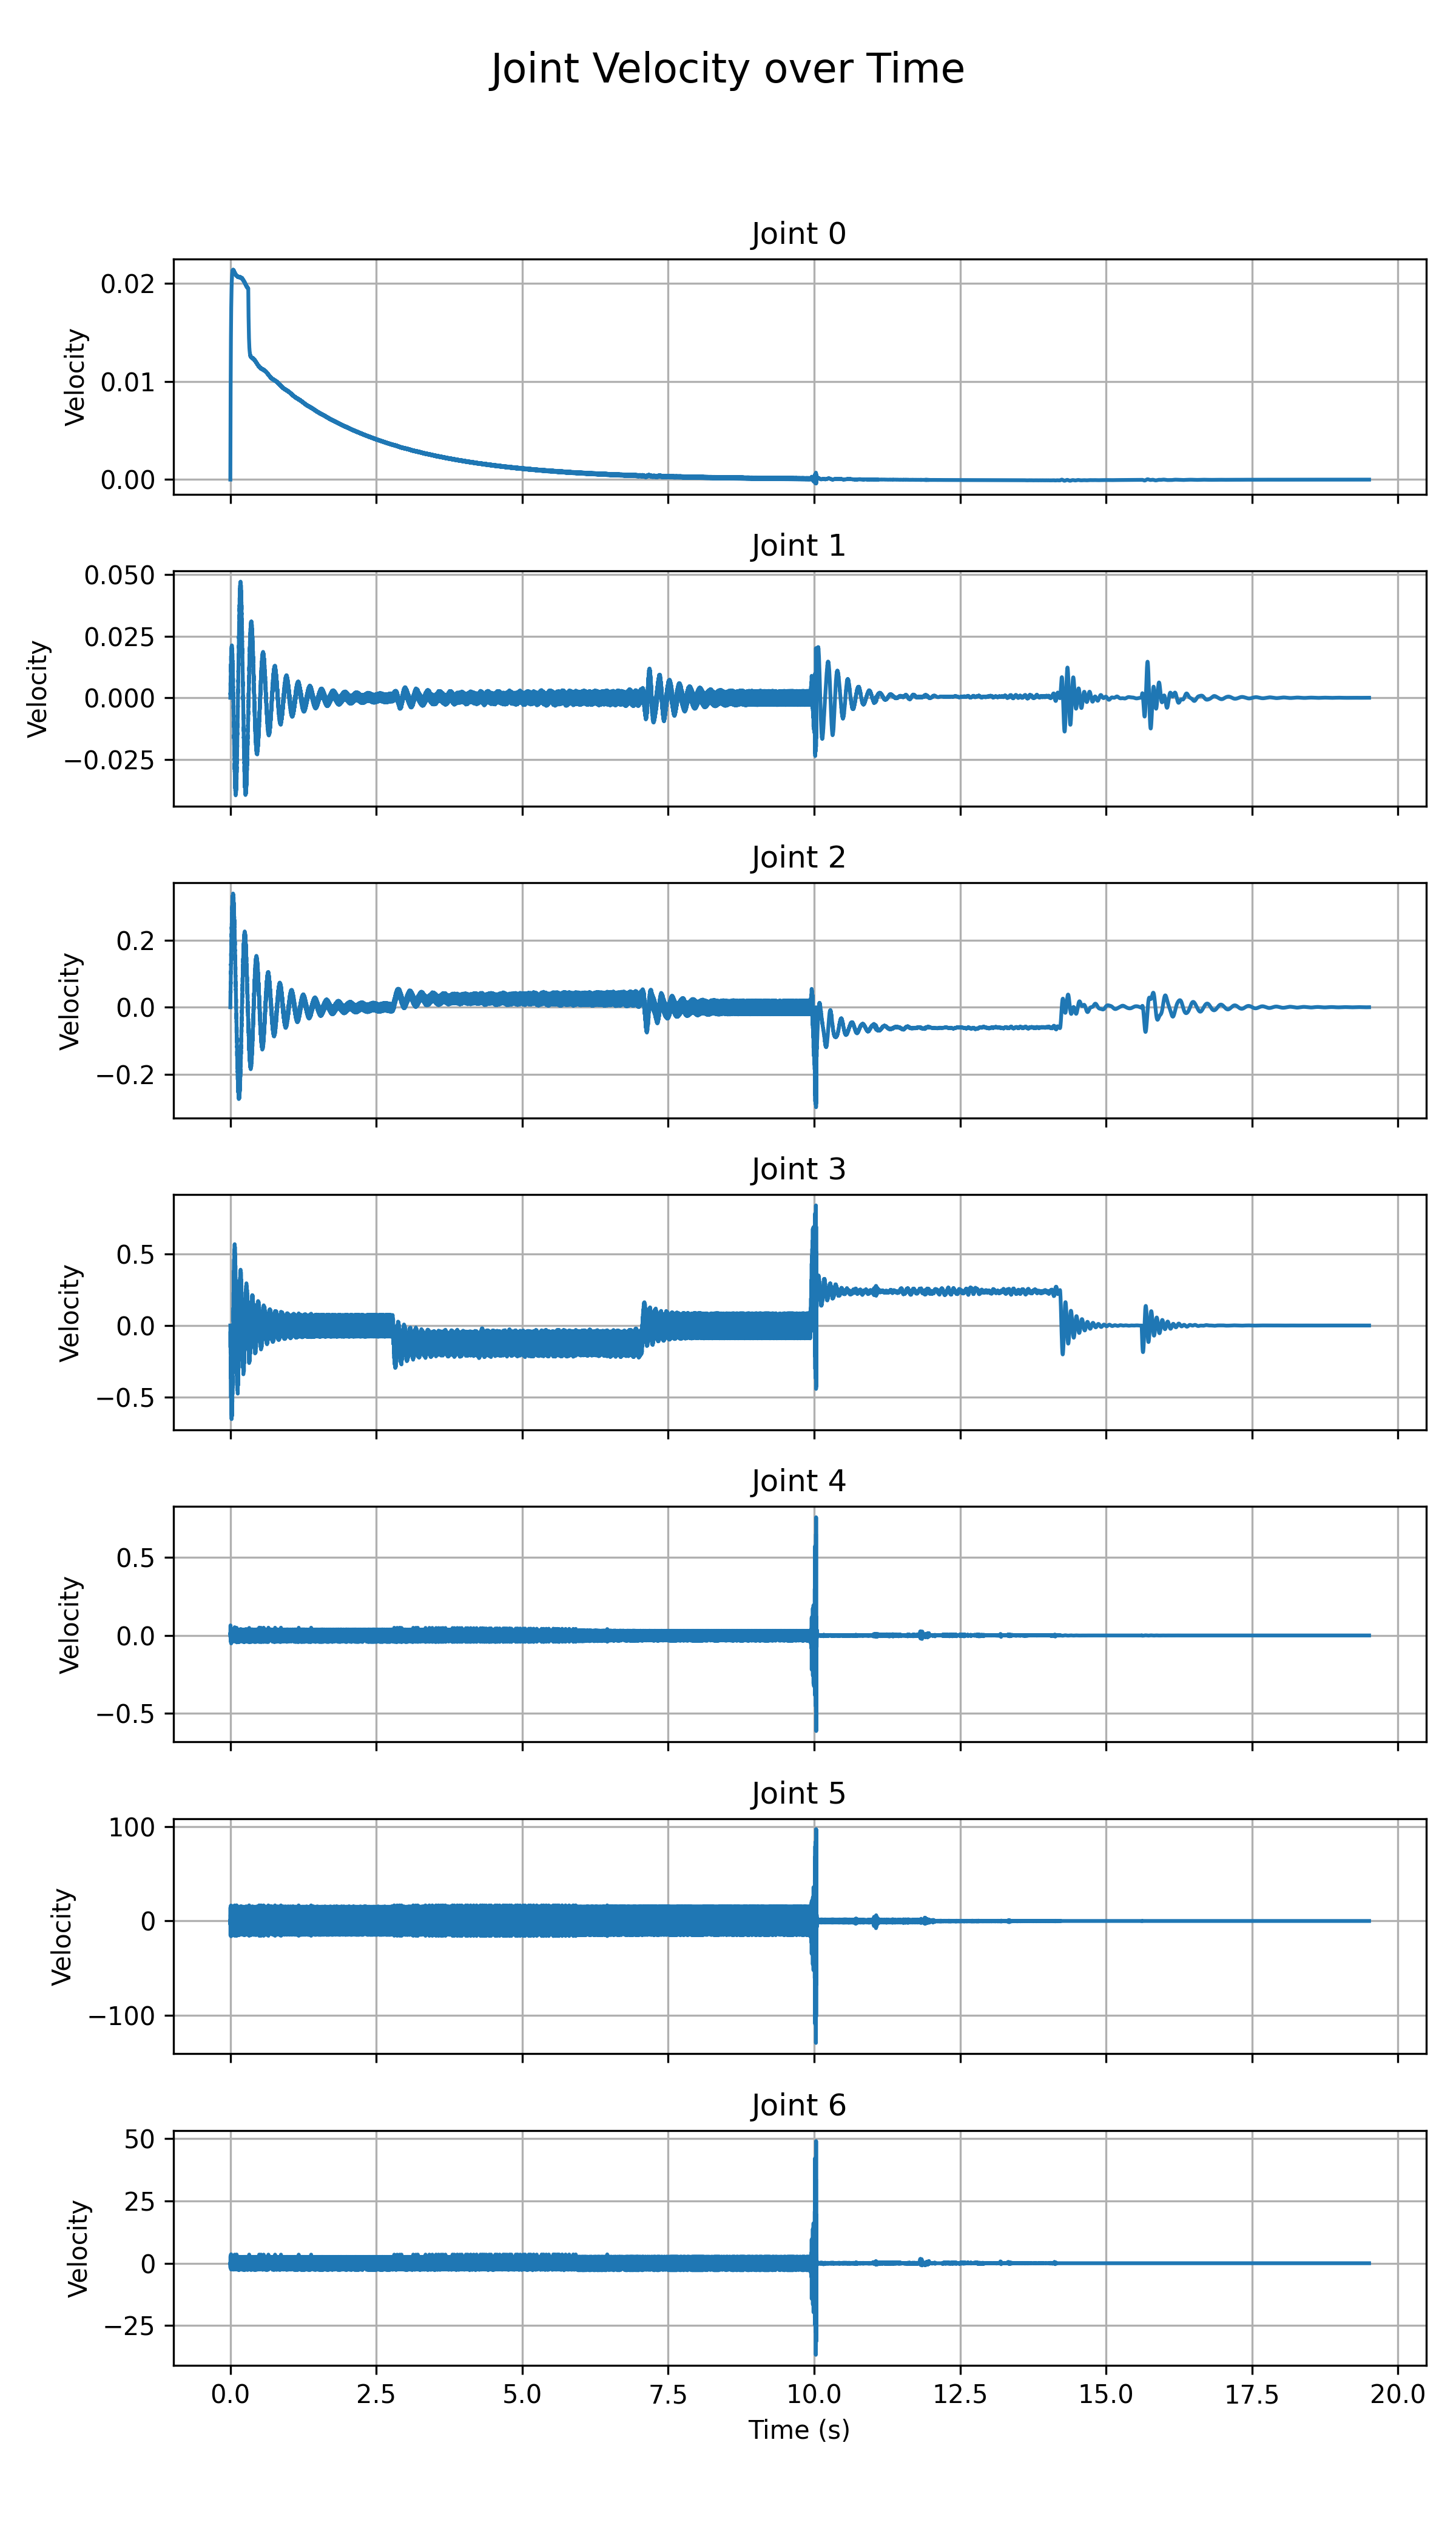 Joint Velocity over Time
Joint 0
Velocity
0.02
0.01
0.00
Joint 1
Velocity
0.050
0.025
0.000
−0.025
Joint 2
Velocity
0.2
0.0
−0.2
Joint 3
Velocity
0.5
0.0
−0.5
Joint 4
Velocity
0.5
0.0
−0.5
Joint 5
Velocity
100
0
−100
Joint 6
Velocity
50
25
0
−25
0.0 2.5 5.0 7.5 10.0 12.5 15.0 17.5 20.0
Time (s)